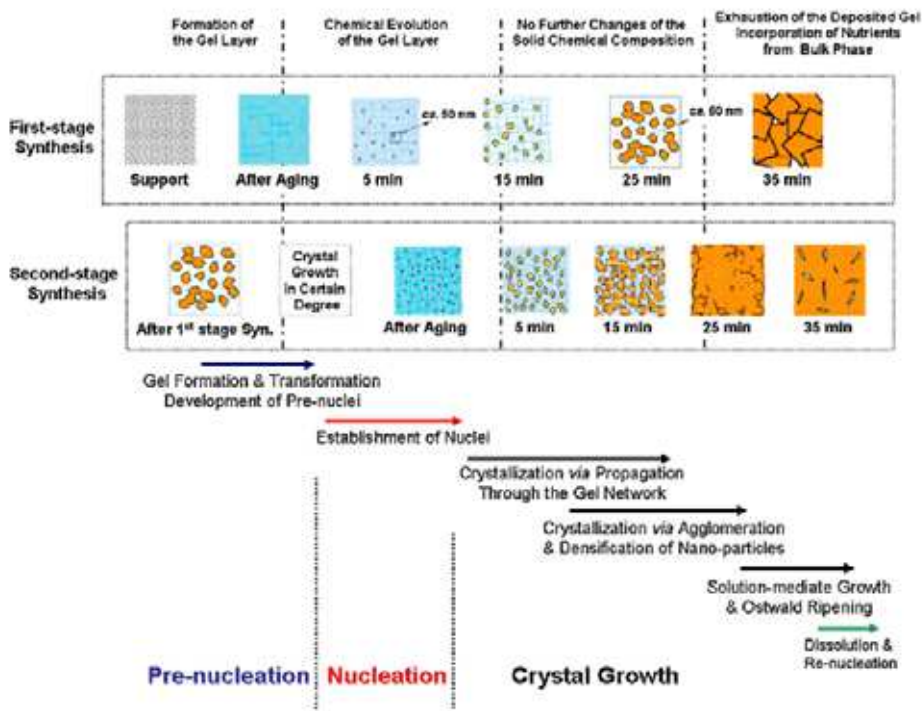 Formation of
the Gel Layer
Chemical Evolution
of the Gel Layer
No Further Changes of the
Solid Chemical Composition
Exhaustion of the Deposited Gel
Incorporation of Nutrients
from Bulk Phase
First-stage
Synthesis
ca. 50 nm
ca. 60 nm
Support
After Aging
5 min
15 min
25 min
35 min
Second-stage
Synthesis
Crystal
Growth
in Certain
Degree
After 1st stage Syn.
After Aging
5 min
15 min
25 min
35 min
Gel Formation & Transformation
Development of Pre-nuclei
Establishment of Nuclei
Crystallization via Propagation
Through the Gel Network
Crystallization via Agglomeration
& Densification of Nano-particles
Solution-mediate Growth
& Ostwald Ripening
Dissolution &
Re-nucleation
Pre-nucleation
Nucleation
Crystal Growth